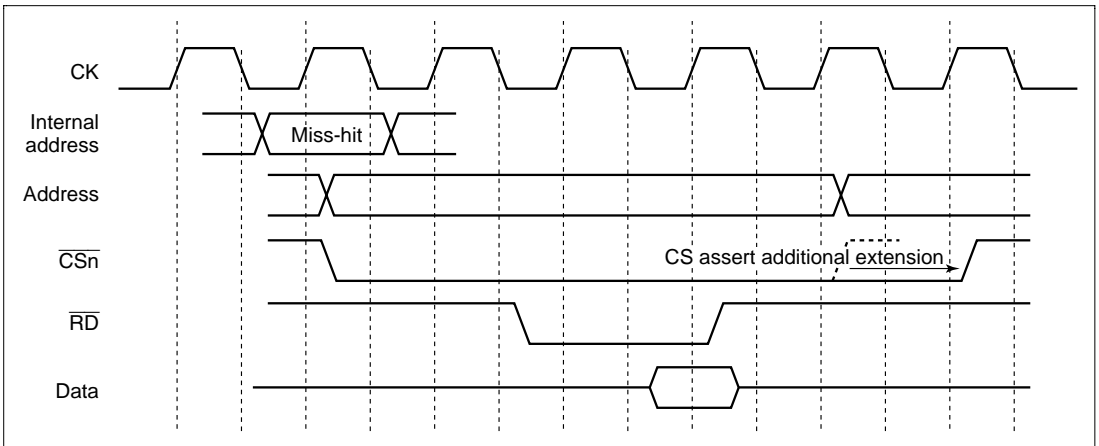 CK
Internal
address
Miss-hit
Address
CSn
CS assert additional extension
RD
Data